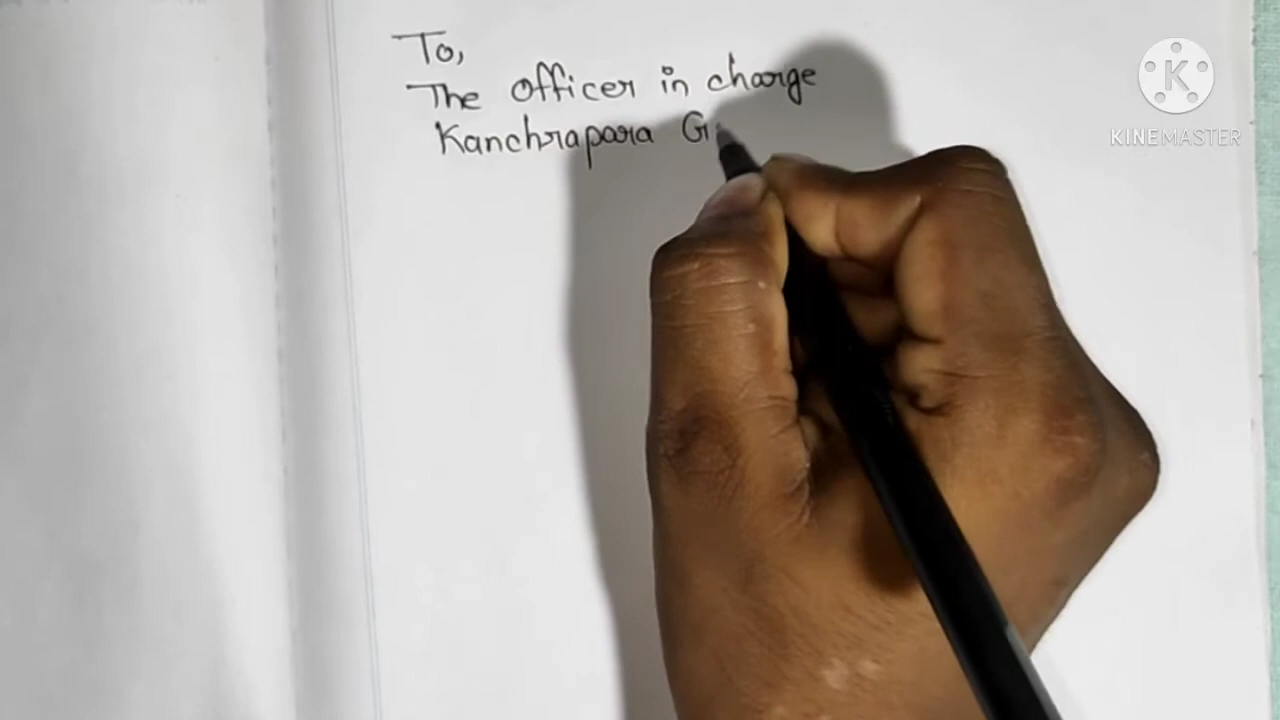 To,
The Officer in charge
Kanchrapara G
K
KINEMASTER